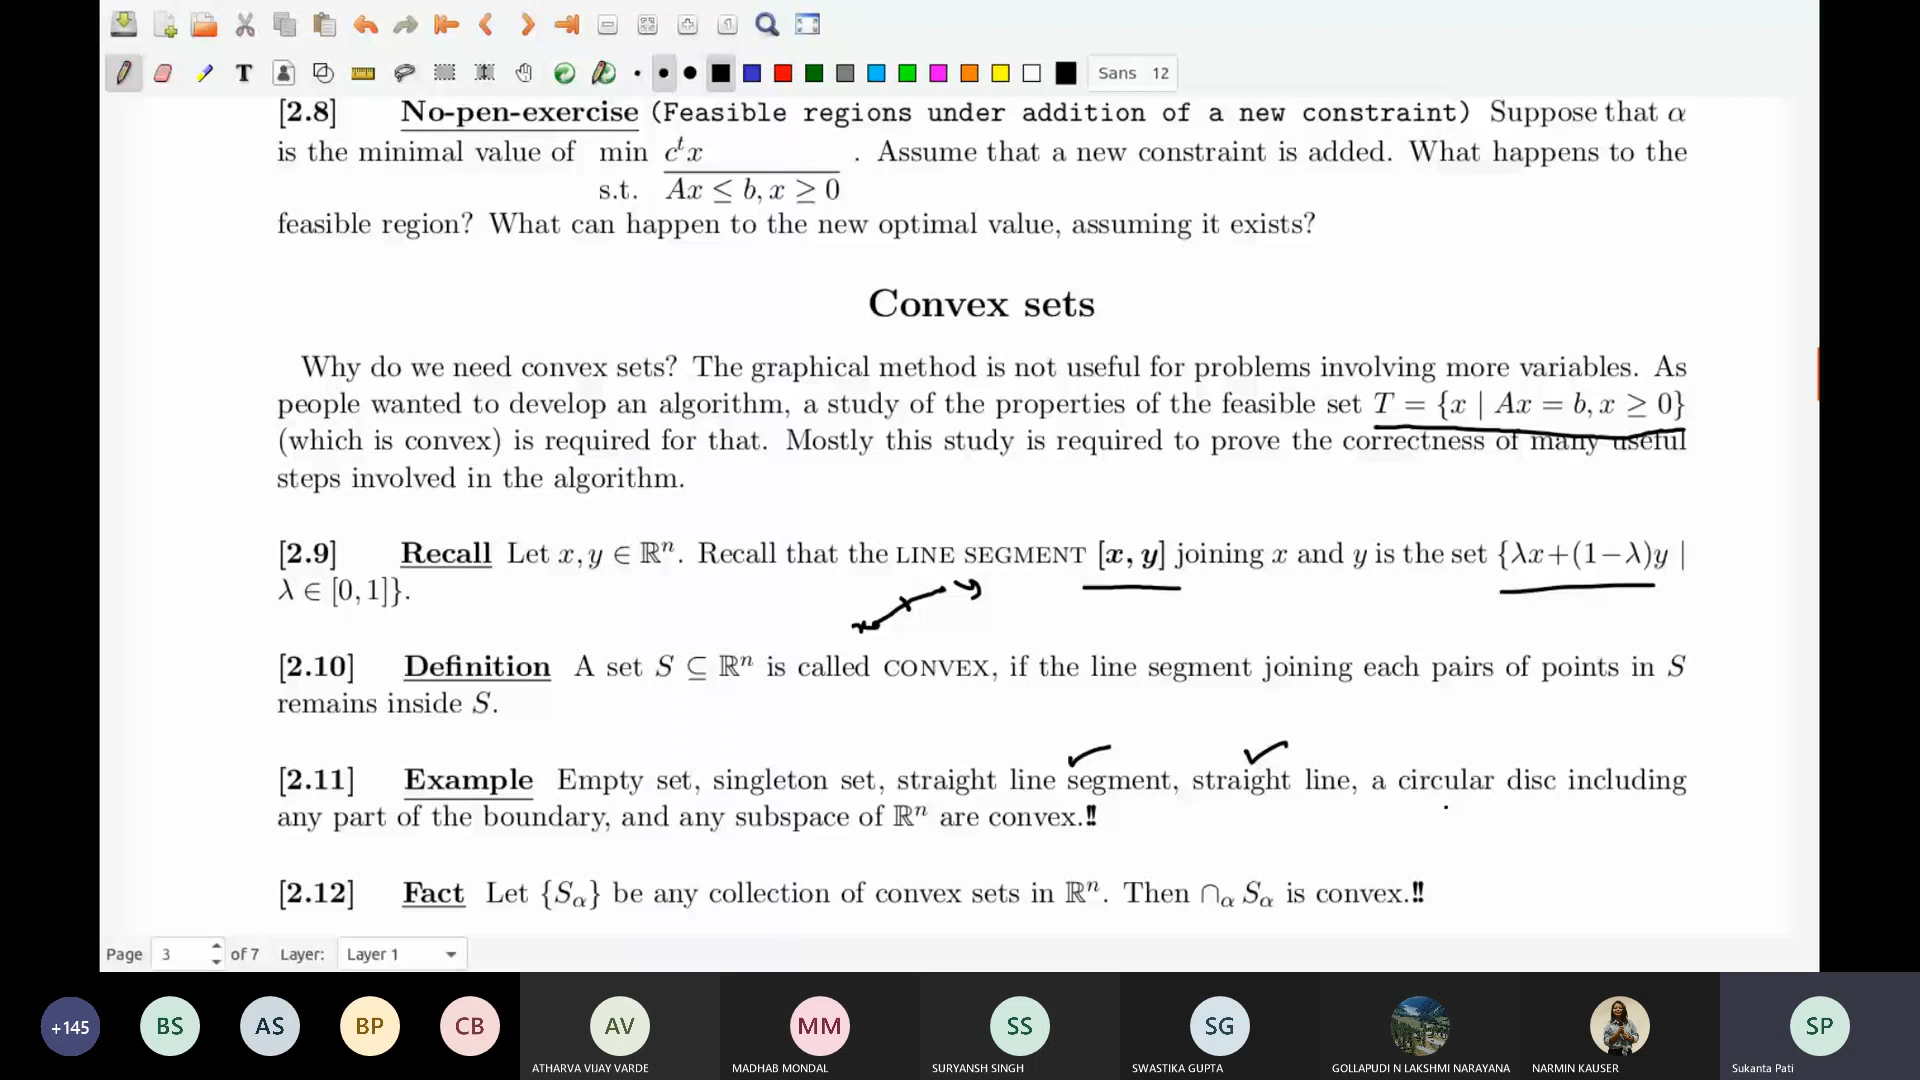 T
Sans 12
[2.8] No-pen-exercise (Feasible regions under addition of a new constraint) Suppose that α
is the minimal value of min c^t x . Assume that a new constraint is added. What happens to the
s.t. Ax ≤ b, x ≥ 0
feasible region? What can happen to the new optimal value, assuming it exists?
Convex sets
Why do we need convex sets? The graphical method is not useful for problems involving more variables. As
people wanted to develop an algorithm, a study of the properties of the feasible set T = {x | Ax = b, x ≥ 0}
(which is convex) is required for that. Mostly this study is required to prove the correctness of many useful
steps involved in the algorithm.
[2.9] Recall Let x, y ∈ ℝⁿ. Recall that the LINE SEGMENT [x, y] joining x and y is the set {λx+(1−λ)y |
λ ∈ [0, 1]}.
[2.10] Definition A set S ⊆ ℝⁿ is called CONVEX, if the line segment joining each pairs of points in S
remains inside S.
[2.11] Example Empty set, singleton set, straight line segment, straight line, a circular disc including
any part of the boundary, and any subspace of ℝⁿ are convex.!!
[2.12] Fact Let {Sα} be any collection of convex sets in ℝⁿ. Then ∩α Sα is convex.!!
Page 3 of 7 Layer: Layer 1
+145 BS AS BP CB AV MM SS SG SP
ATHARVA VIJAY VARDE MADHAB MONDAL SURYANSH SINGH SWASTIKA GUPTA GOLLAPUDI N LAKSHMI NARAYANA NARMIN KAUSER Sukanta Pati